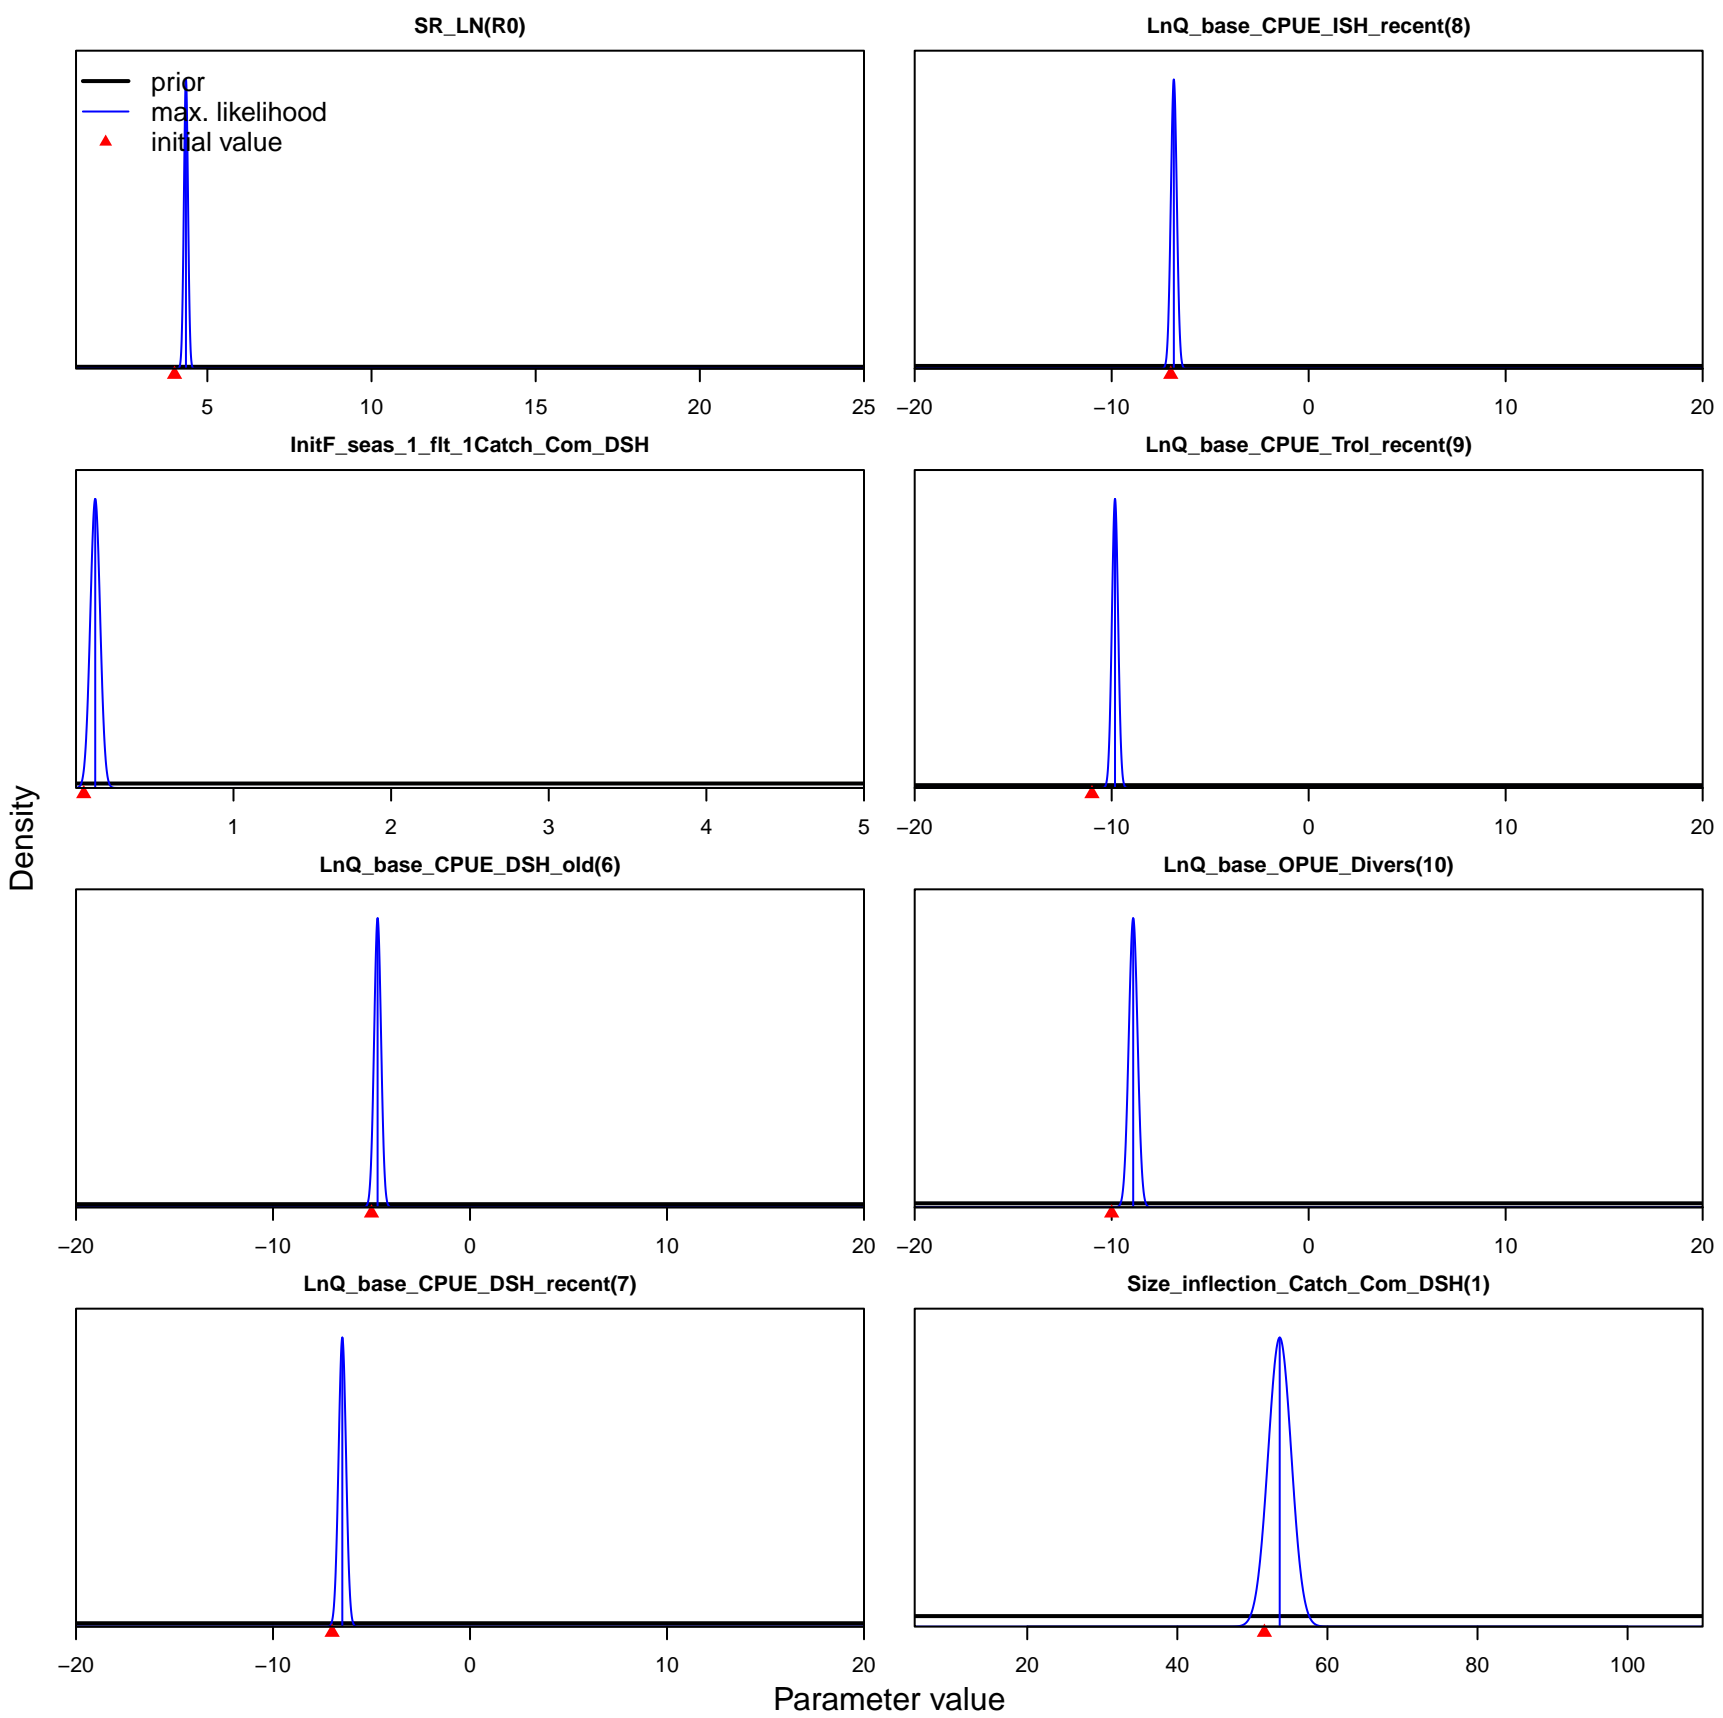 SR_LN(R0)
prior
max. likelihood
initial value
5 10 15 20 25
LnQ_base_CPUE_ISH_recent(8)
−20 −10 0 10 20
InitF_seas_1_flt_1Catch_Com_DSH
1 2 3 4 5
LnQ_base_CPUE_Trol_recent(9)
−20 −10 0 10 20
LnQ_base_CPUE_DSH_old(6)
−20 −10 0 10 20
LnQ_base_OPUE_Divers(10)
−20 −10 0 10 20
LnQ_base_CPUE_DSH_recent(7)
−20 −10 0 10 20
Size_inflection_Catch_Com_DSH(1)
20 40 60 80 100
Density
Parameter value